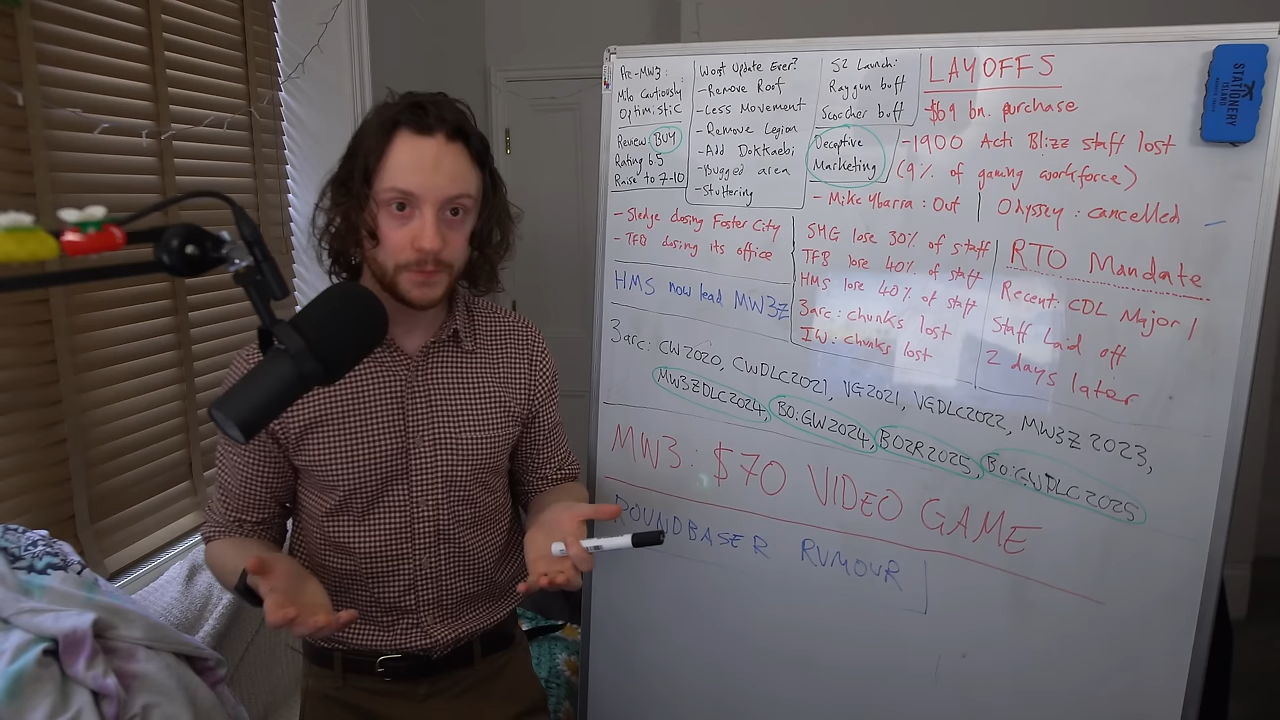 Pre-MW3:
Mild Cautiously
Optimistic
Review: BUY
Rating 6.5
Raise to 7-10
Worst Update Ever?
- Remove Roof
- Less Movement
- Remove Legion
- Add Dokkaebi
- Bugged area
- Stuttering
S2 Launch:
Raygun buff
Scorcher buff
Deceptive
Marketing
LAYOFFS
- $69 bn. purchase
- 1900 Acti Blizz staff lost
(9% of gaming workforce)
- Mike Ybarra : Out | Odyssey : cancelled
- Sledge closing Foster City
- TFB closing its office
HMS now lead MW3Z
SHG lose 30% of staff
TFB lose 40% of staff
HMS lose 40% of staff
3arc : chunks lost
IW : chunks lost
RTO Mandate
Recent: CDL Major 1
Staff Laid off
2 days later
3arc: CW2020, CWDLC2021, VG2021, VGDLC2022, MW3Z 2023,
MW3ZDLC2024, BO:GW2024, BO2R2025, BO:GWDLC2025
MW3: $70 VIDEO GAME
ROUNDBASER RUMOUR
STATIONERY
ISLAND